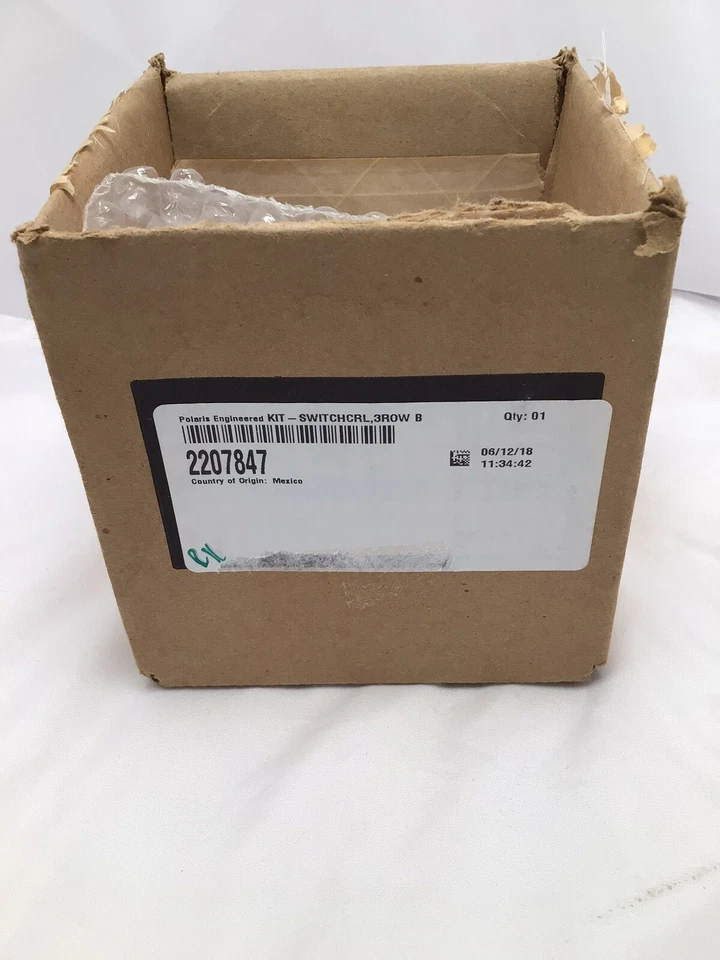 Polaris Engineered KIT – SWITCHCRL,3ROW B Qty: 01
2207847 06/12/18
Country of Origin: Mexico 11:34:42